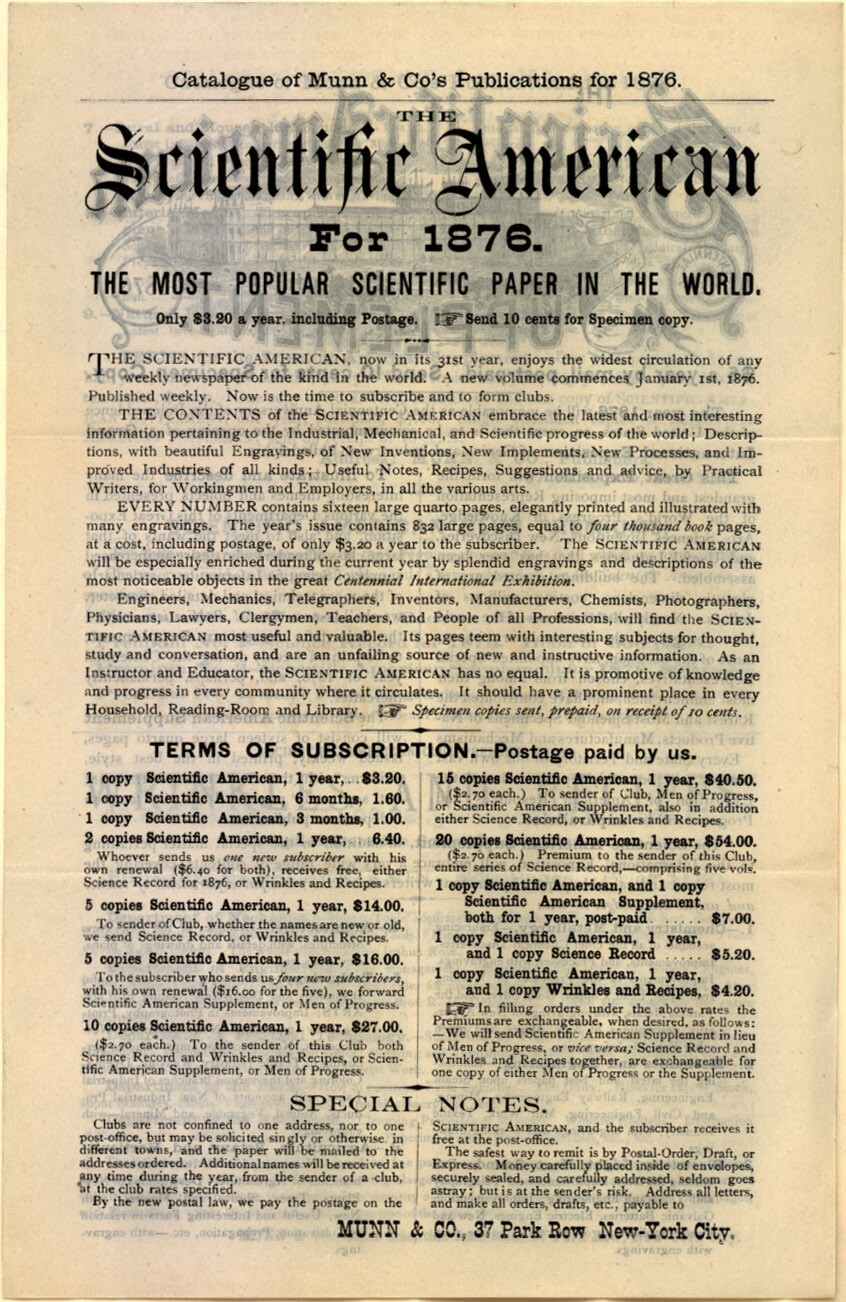 Catalogue of Munn & Co's Publications for 1876.
THE
Scientific American
For 1876.
THE MOST POPULAR SCIENTIFIC PAPER IN THE WORLD.
Only $3.20 a year, including Postage. ☞ Send 10 cents for Specimen copy.
THE SCIENTIFIC AMERICAN, now in its 31st year, enjoys the widest circulation of any
weekly newspaper of the kind in the world. A new volume commences January 1st, 1876.
Published weekly. Now is the time to subscribe and to form clubs.
THE CONTENTS of the SCIENTIFIC AMERICAN embrace the latest and most interesting
information pertaining to the Industrial, Mechanical, and Scientific progress of the world; Descrip-
tions, with beautiful Engravings, of New Inventions, New Implements, New Processes, and Im-
proved Industries of all kinds; Useful Notes, Recipes, Suggestions and advice, by Practical
Writers, for Workingmen and Employers, in all the various arts.
EVERY NUMBER contains sixteen large quarto pages, elegantly printed and illustrated with
many engravings. The year's issue contains 832 large pages, equal to four thousand book pages,
at a cost, including postage, of only $3.20 a year to the subscriber. The SCIENTIFIC AMERICAN
will be especially enriched during the current year by splendid engravings and descriptions of the
most noticeable objects in the great Centennial International Exhibition.
Engineers, Mechanics, Telegraphers, Inventors, Manufacturers, Chemists, Photographers,
Physicians, Lawyers, Clergymen, Teachers, and People of all Professions, will find the SCIEN-
TIFIC AMERICAN most useful and valuable. Its pages teem with interesting subjects for thought,
study and conversation, and are an unfailing source of new and instructive information. As an
Instructor and Educator, the SCIENTIFIC AMERICAN has no equal. It is promotive of knowledge
and progress in every community where it circulates. It should have a prominent place in every
Household, Reading-Room and Library. ☞ Specimen copies sent, prepaid, on receipt of 10 cents.
TERMS OF SUBSCRIPTION.—Postage paid by us.
1 copy Scientific American, 1 year, . . $3.20.
1 copy Scientific American, 6 months, 1.60.
1 copy Scientific American, 3 months, 1.00.
2 copies Scientific American, 1 year, . 6.40.
Whoever sends us one new subscriber with his
own renewal ($6.40 for both), receives free, either
Science Record for 1876, or Wrinkles and Recipes.
5 copies Scientific American, 1 year, $14.00.
To sender of Club, whether the names are new or old,
we send Science Record, or Wrinkles and Recipes.
5 copies Scientific American, 1 year, $16.00.
To the subscriber who sends us four new subscribers,
with his own renewal ($16.00 for the five), we forward
Scientific American Supplement, or Men of Progress.
10 copies Scientific American, 1 year, $27.00.
($2.70 each.) To the sender of this Club both
Science Record and Wrinkles and Recipes, or Scien-
tific American Supplement, or Men of Progress.
15 copies Scientific American, 1 year, $40.50.
($2.70 each.) To sender of Club, Men of Progress,
or Scientific American Supplement, also in addition
either Science Record, or Wrinkles and Recipes.
20 copies Scientific American, 1 year, $54.00.
($2.70 each.) Premium to the sender of this Club,
entire series of Science Record,—comprising five vols.
1 copy Scientific American, and 1 copy
Scientific American Supplement,
both for 1 year, post-paid . . . . . $7.00.
1 copy Scientific American, 1 year,
and 1 copy Science Record . . . . . $5.20.
1 copy Scientific American, 1 year,
and 1 copy Wrinkles and Recipes, $4.20.
☞ In filling orders under the above rates the
Premiums are exchangeable, when desired, as follows:
—We will send Scientific American Supplement in lieu
of Men of Progress, or vice versa; Science Record and
Wrinkles and Recipes together, are exchangeable for
one copy of either Men of Progress or the Supplement.
SPECIAL NOTES.
Clubs are not confined to one address, nor to one
post-office, but may be solicited singly or otherwise in
different towns, and the paper will be mailed to the
addresses ordered. Additional names will be received at
any time during the year, from the sender of a club,
at the club rates specified.
By the new postal law, we pay the postage on the
SCIENTIFIC AMERICAN, and the subscriber receives it
free at the post-office.
The safest way to remit is by Postal-Order, Draft, or
Express. Money carefully placed inside of envelopes,
securely sealed, and carefully addressed, seldom goes
astray; but is at the sender's risk. Address all letters,
and make all orders, drafts, etc., payable to
MUNN & CO., 37 Park Row New-York City.